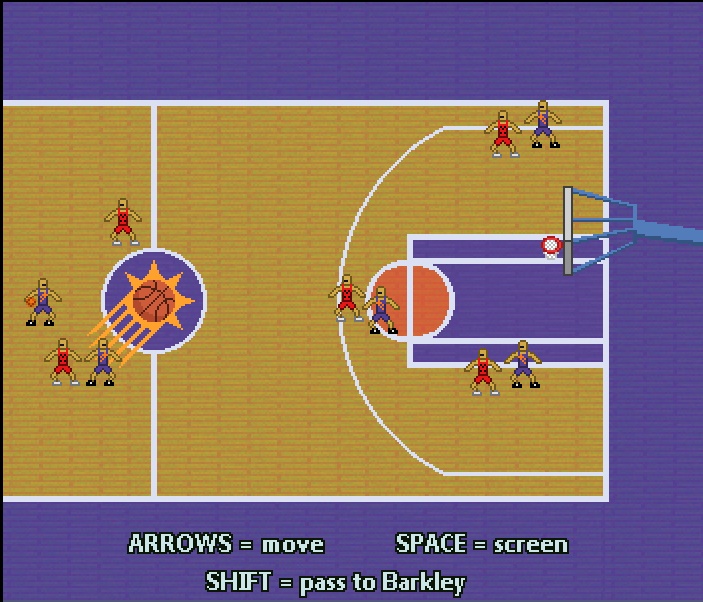 ARROWS = move SPACE = screen
SHIFT = pass to Barkley